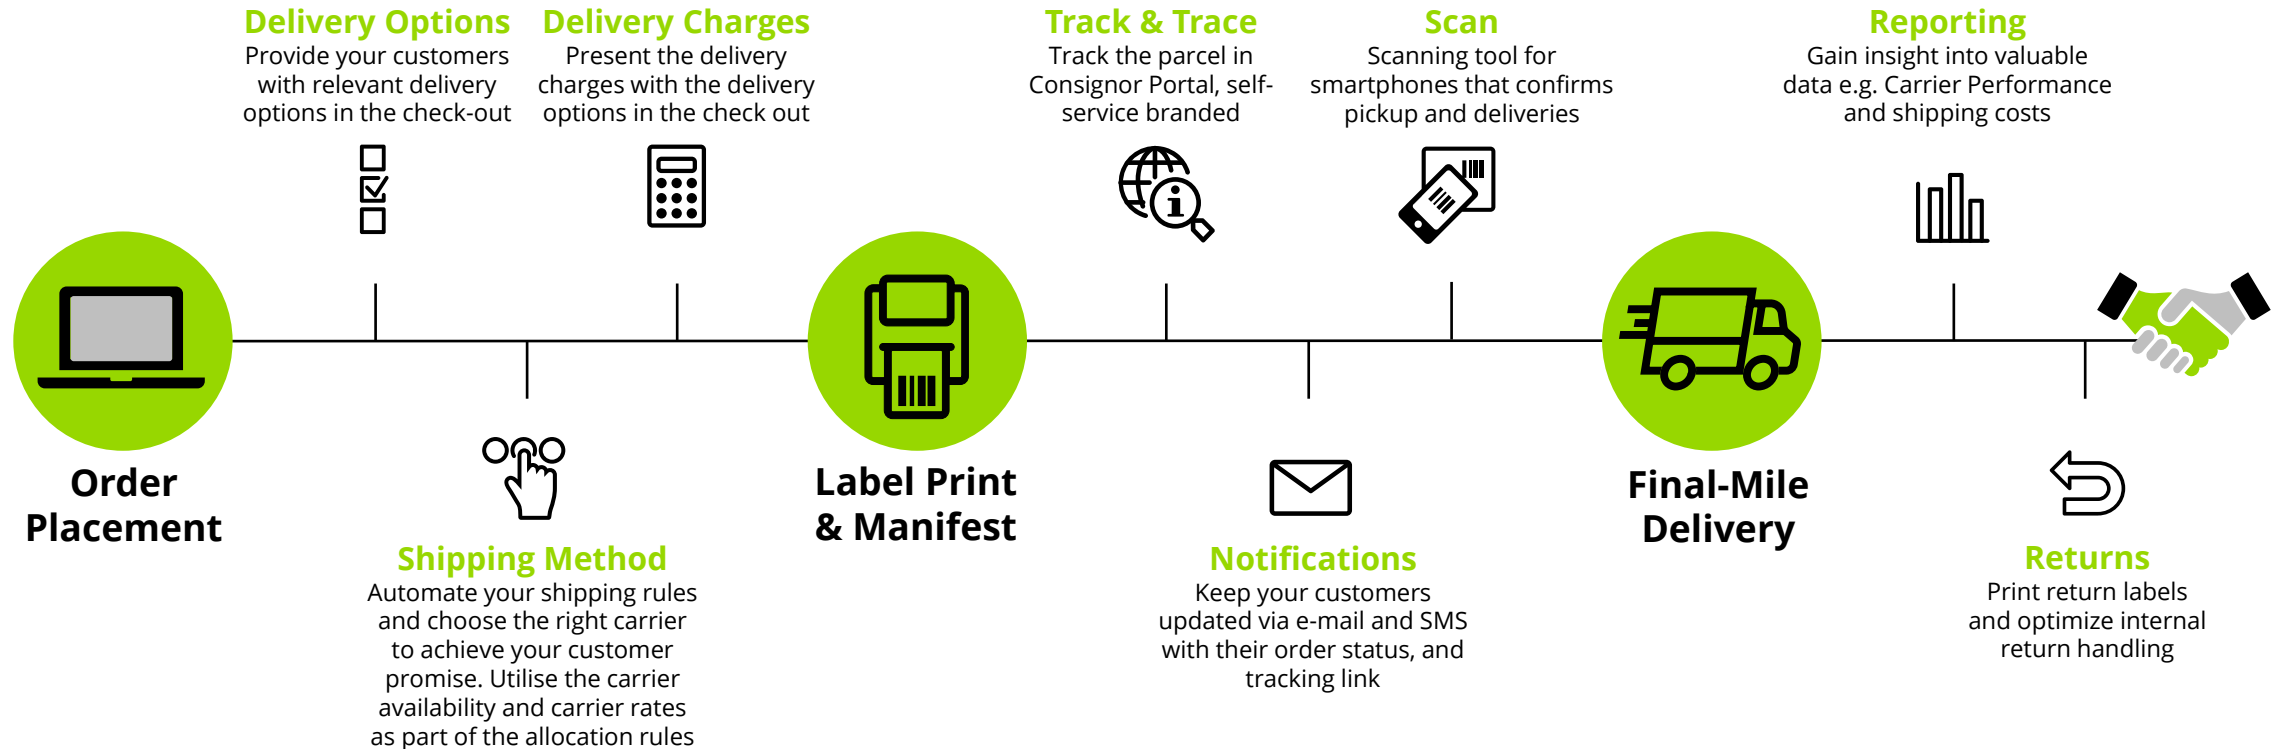 Delivery Options
Provide your customers
with relevant delivery
options in the check-out
Delivery Charges
Present the delivery
charges with the delivery
options in the check out
Track & Trace
Track the parcel in
Consignor Portal, self-
service branded
Scan
Scanning tool for
smartphones that confirms
pickup and deliveries
Reporting
Gain insight into valuable
data e.g. Carrier Performance
and shipping costs
Order
Placement
Label Print
& Manifest
Final-Mile
Delivery
Shipping Method
Automate your shipping rules
and choose the right carrier
to achieve your customer
promise. Utilise the carrier
availability and carrier rates
as part of the allocation rules
Notifications
Keep your customers
updated via e-mail and SMS
with their order status, and
tracking link
Returns
Print return labels
and optimize internal
return handling